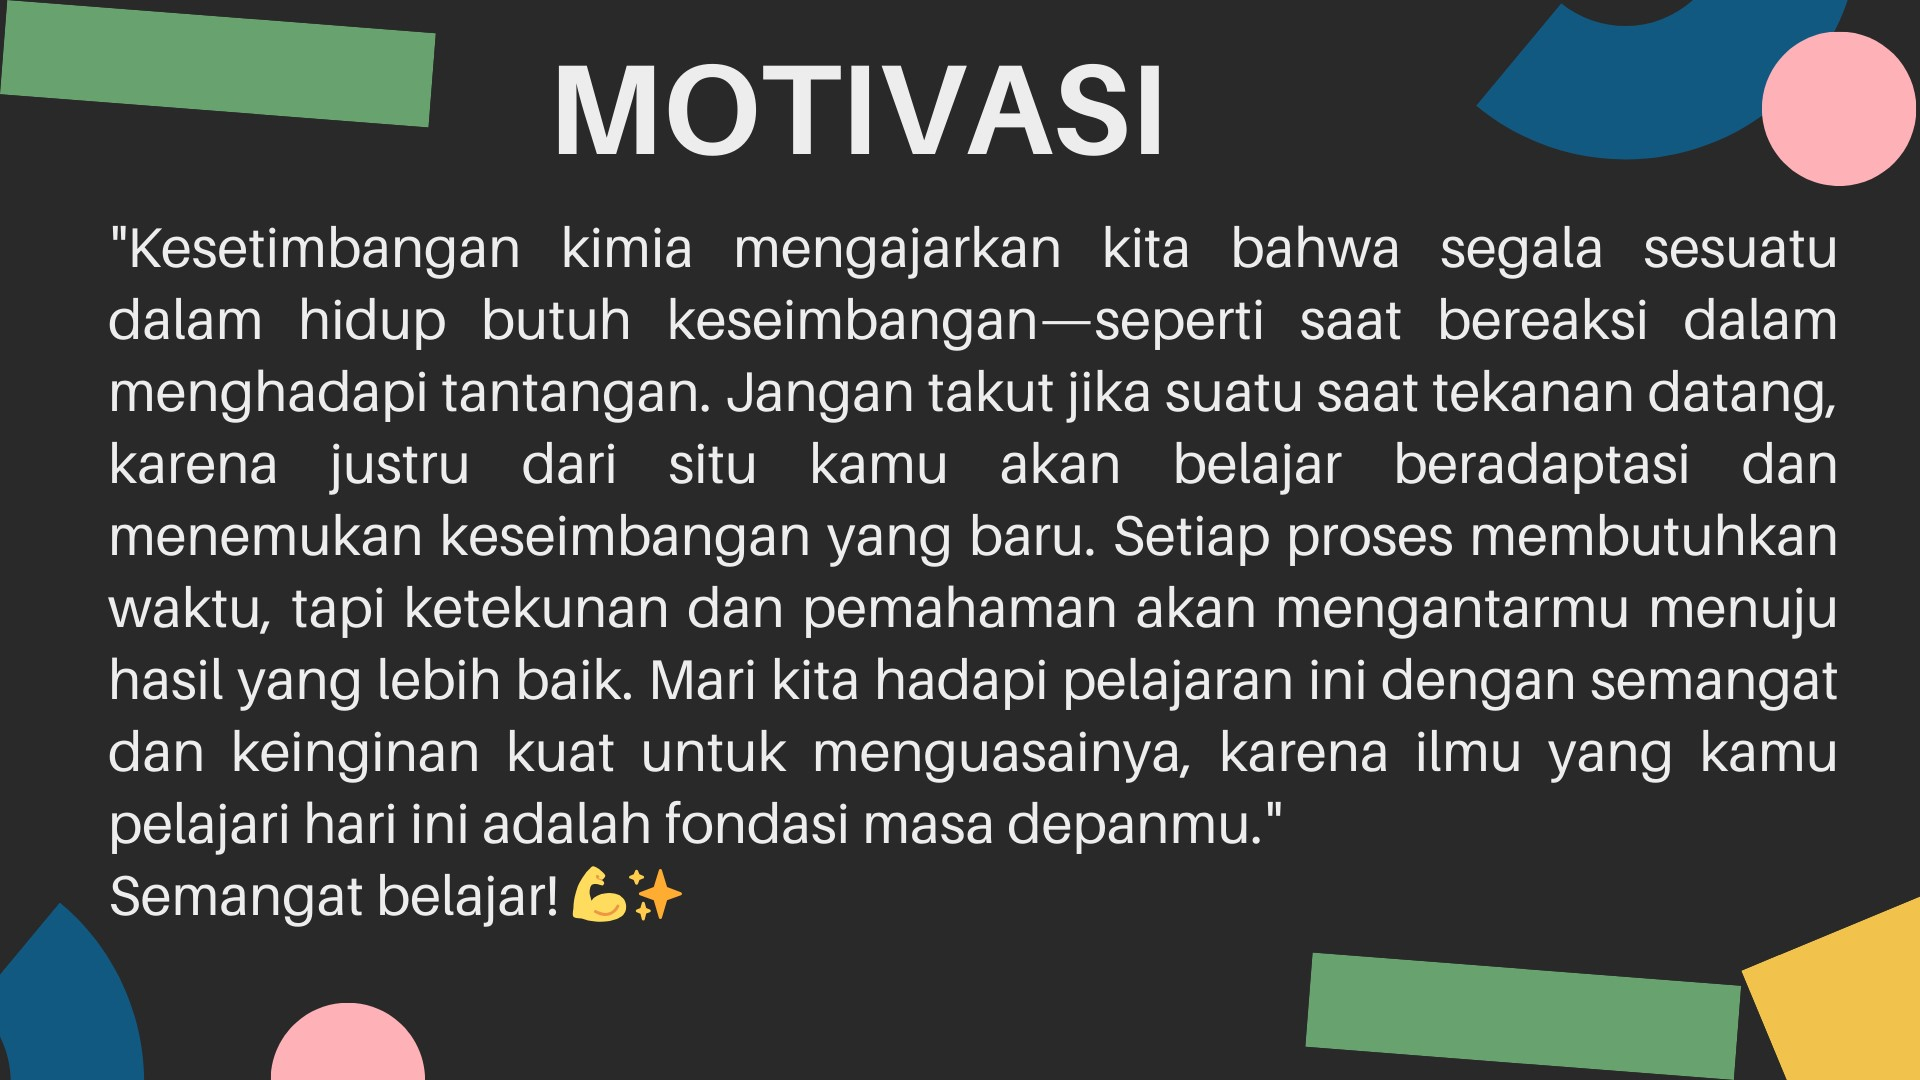 MOTIVASI
"Kesetimbangan kimia mengajarkan kita bahwa segala sesuatu
dalam hidup butuh keseimbangan—seperti saat bereaksi dalam
menghadapi tantangan. Jangan takut jika suatu saat tekanan datang,
karena justru dari situ kamu akan belajar beradaptasi dan
menemukan keseimbangan yang baru. Setiap proses membutuhkan
waktu, tapi ketekunan dan pemahaman akan mengantarmu menuju
hasil yang lebih baik. Mari kita hadapi pelajaran ini dengan semangat
dan keinginan kuat untuk menguasainya, karena ilmu yang kamu
pelajari hari ini adalah fondasi masa depanmu."
Semangat belajar! 💪✨